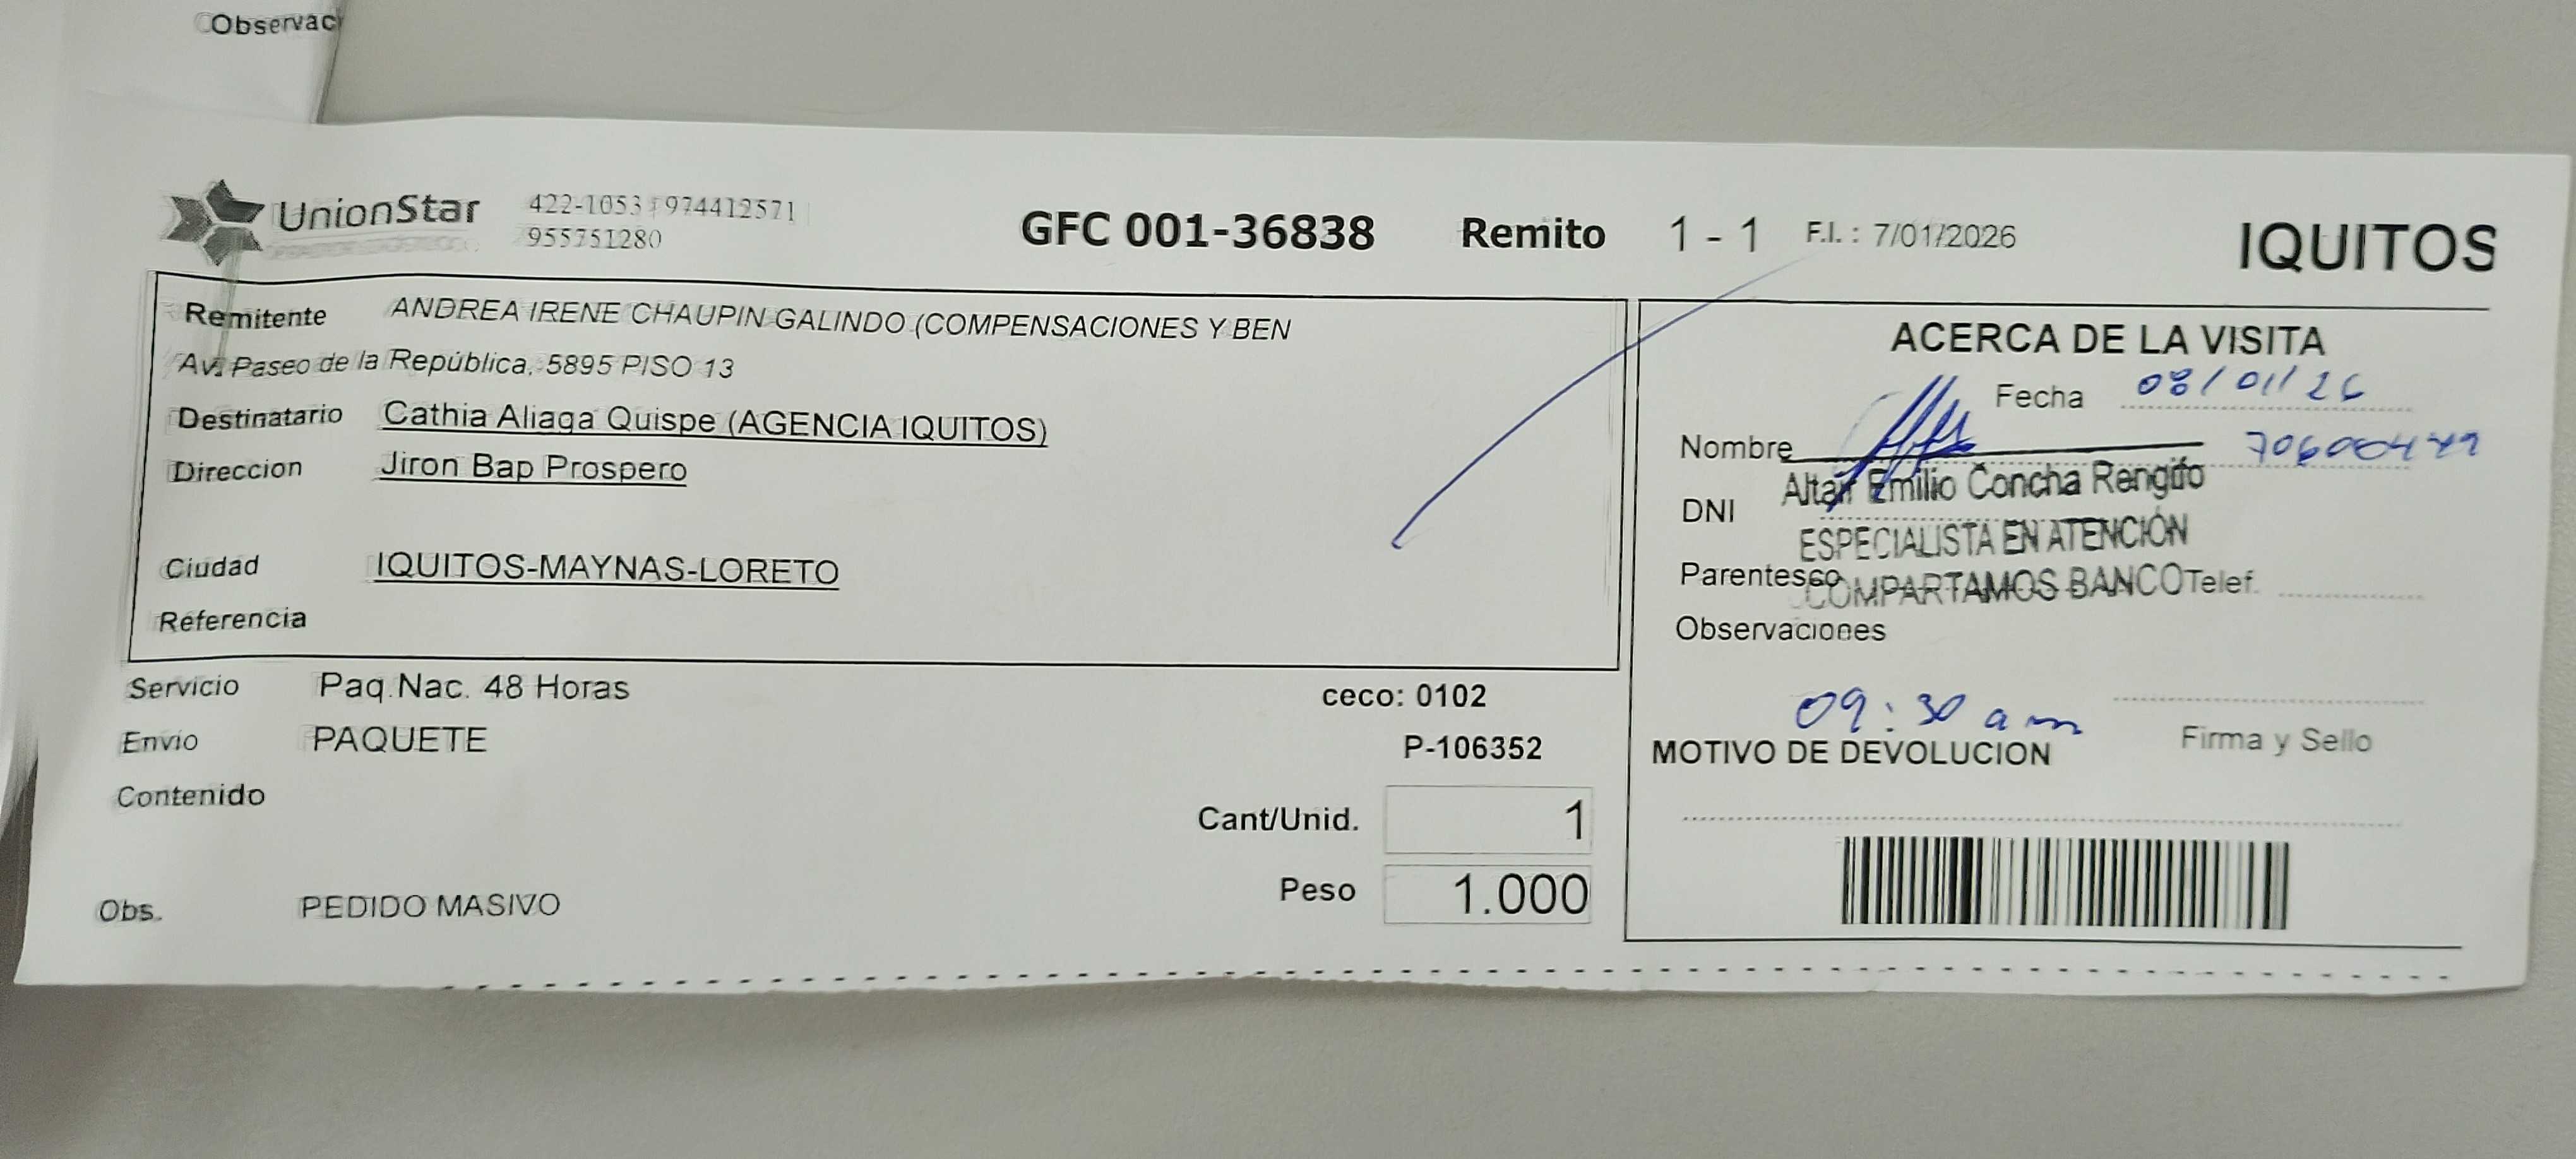 Observaci
UnionStar
422-1053 974412571
955751280
GFC 001-36838 Remito 1 - 1 F.I. : 7/01/2026 IQUITOS
Remitente ANDREA IRENE CHAUPIN GALINDO (COMPENSACIONES Y BEN
Av. Paseo de la República, 5895 PISO 13
Destinatario Cathia Aliaga Quispe (AGENCIA IQUITOS)
Direccion Jiron Bap Prospero
Ciudad IQUITOS-MAYNAS-LORETO
Referencia
Servicio Paq.Nac. 48 Horas
ceco: 0102
Envio PAQUETE
P-106352
Contenido
Cant/Unid. 1
Peso 1.000
Obs. PEDIDO MASIVO
ACERCA DE LA VISITA
Fecha 08/01/26
Nombre
Altair Emilio Concha Rengifo
DNI
ESPECIALISTA EN ATENCIÓN
Parentesco COMPARTAMOS BANCO Telef.
Observaciones
09:30 am
Firma y Sello
MOTIVO DE DEVOLUCION